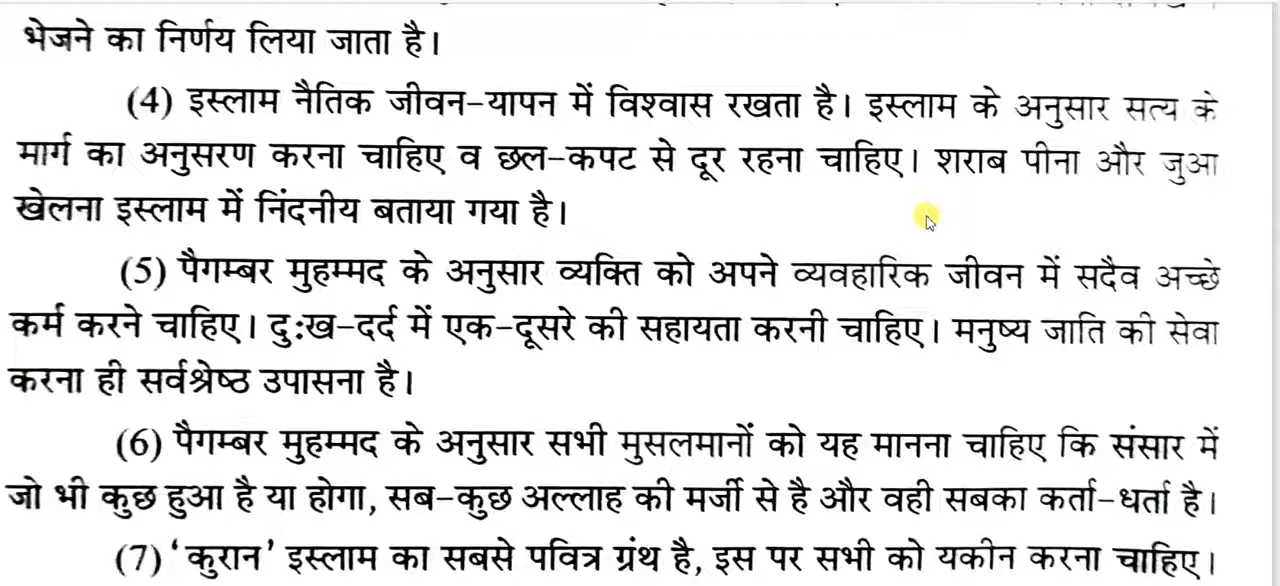 भेजने का निर्णय लिया जाता है।
(4) इस्लाम नैतिक जीवन-यापन में विश्वास रखता है। इस्लाम के अनुसार सत्य के
मार्ग का अनुसरण करना चाहिए व छल-कपट से दूर रहना चाहिए। शराब पीना और जुआ
खेलना इस्लाम में निंदनीय बताया गया है।
(5) पैगम्बर मुहम्मद के अनुसार व्यक्ति को अपने व्यवहारिक जीवन में सदैव अच्छे
कर्म करने चाहिए। दुःख-दर्द में एक-दूसरे की सहायता करनी चाहिए। मनुष्य जाति की सेवा
करना ही सर्वश्रेष्ठ उपासना है।
(6) पैगम्बर मुहम्मद के अनुसार सभी मुसलमानों को यह मानना चाहिए कि संसार में
जो भी कुछ हुआ है या होगा, सब-कुछ अल्लाह की मर्जी से है और वही सबका कर्ता-धर्ता है।
(7) ‘कुरान’ इस्लाम का सबसे पवित्र ग्रंथ है, इस पर सभी को यकीन करना चाहिए।